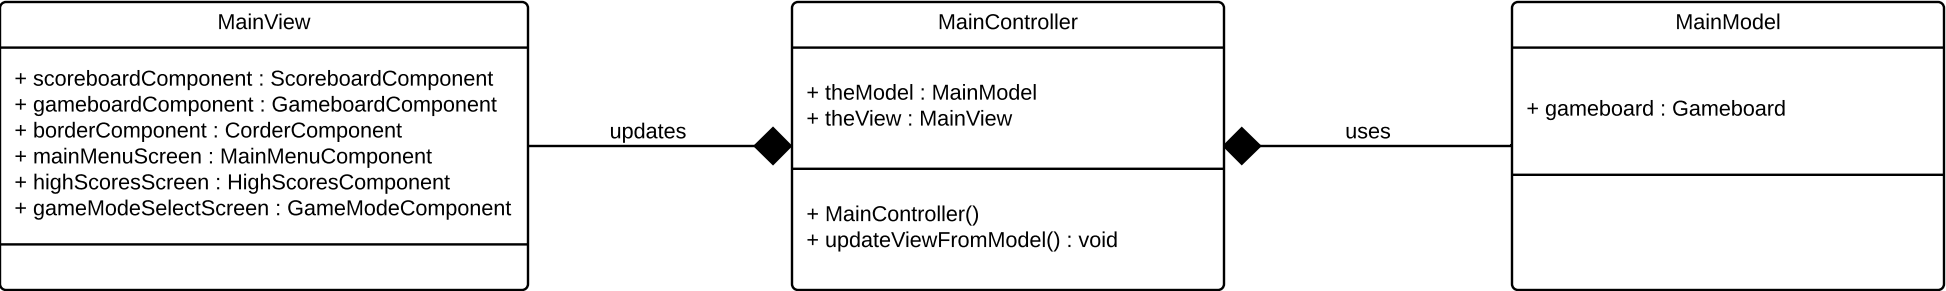 MainView
+ scoreboardComponent : ScoreboardComponent
+ gameboardComponent : GameboardComponent
+ borderComponent : CorderComponent
+ mainMenuScreen : MainMenuComponent
+ highScoresScreen : HighScoresComponent
+ gameModeSelectScreen : GameModeComponent
updates
MainController
+ theModel : MainModel
+ theView : MainView
+ MainController()
+ updateViewFromModel() : void
uses
MainModel
+ gameboard : Gameboard